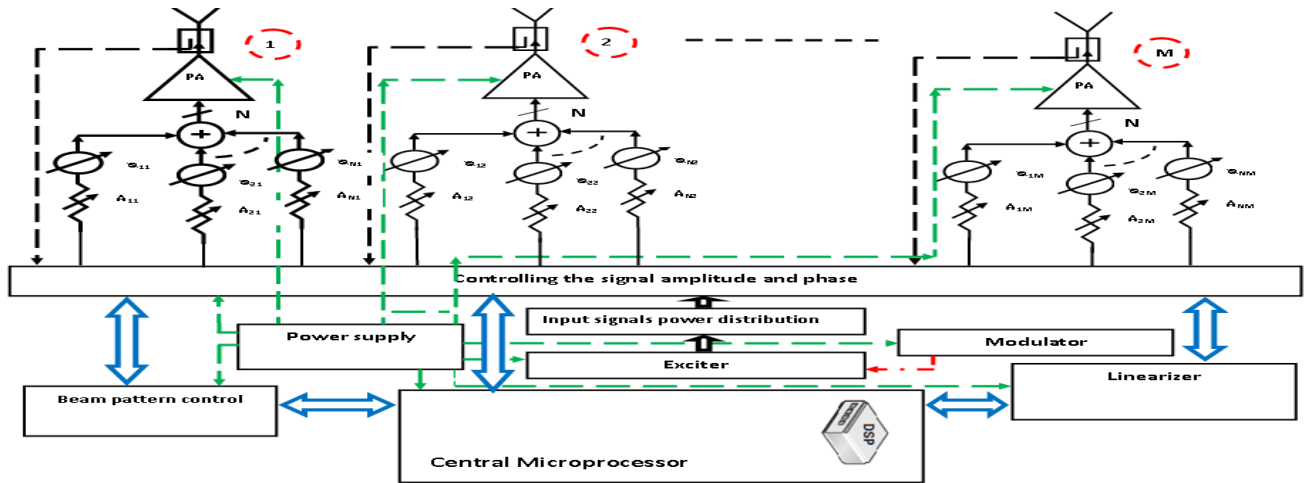 1
2
M
PA
PA
PA
N
N
N
φ11
φ21
φN1
φ12
φ22
φN2
φ1M
φ2M
φNM
A11
A21
AN1
A12
A22
AN2
A1M
A2M
ANM
Controlling the signal amplitude and phase
Input signals power distribution
Power supply
Modulator
Exciter
Linearizer
Beam pattern control
DSP
Central Microprocessor